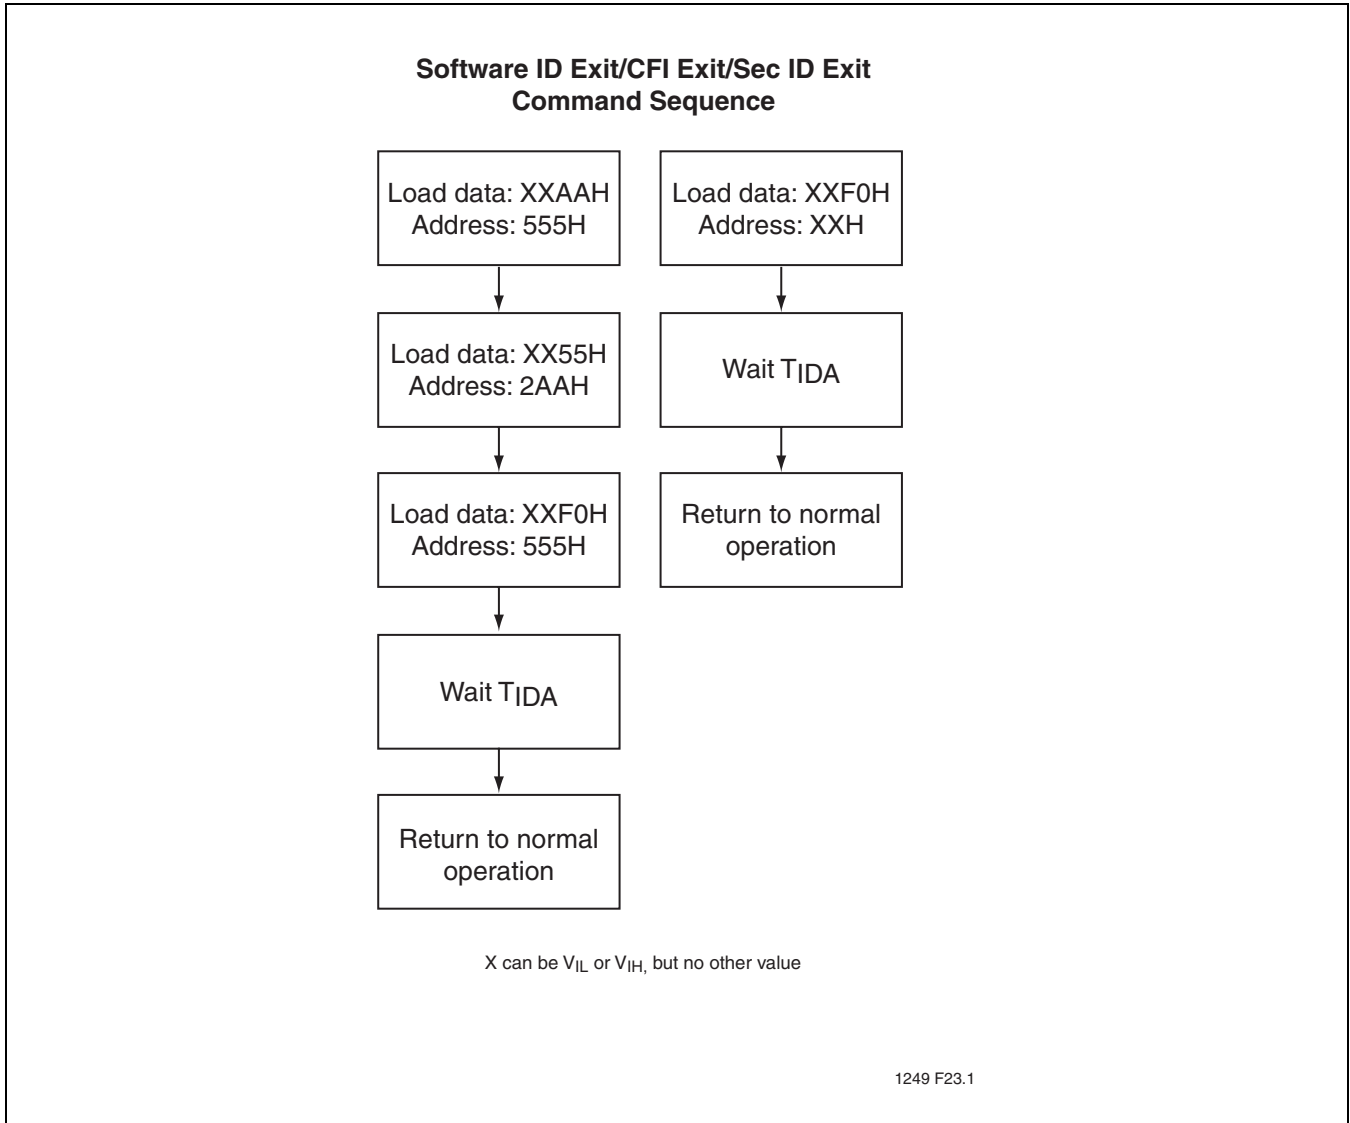 Software ID Exit/CFI Exit/Sec ID Exit
Command Sequence
Load data: XXAAH
Address: 555H
Load data: XX55H
Address: 2AAH
Load data: XXF0H
Address: 555H
Wait TIDA
Return to normal
operation
Load data: XXF0H
Address: XXH
Wait TIDA
Return to normal
operation
X can be VIL or VIH, but no other value
1249 F23.1